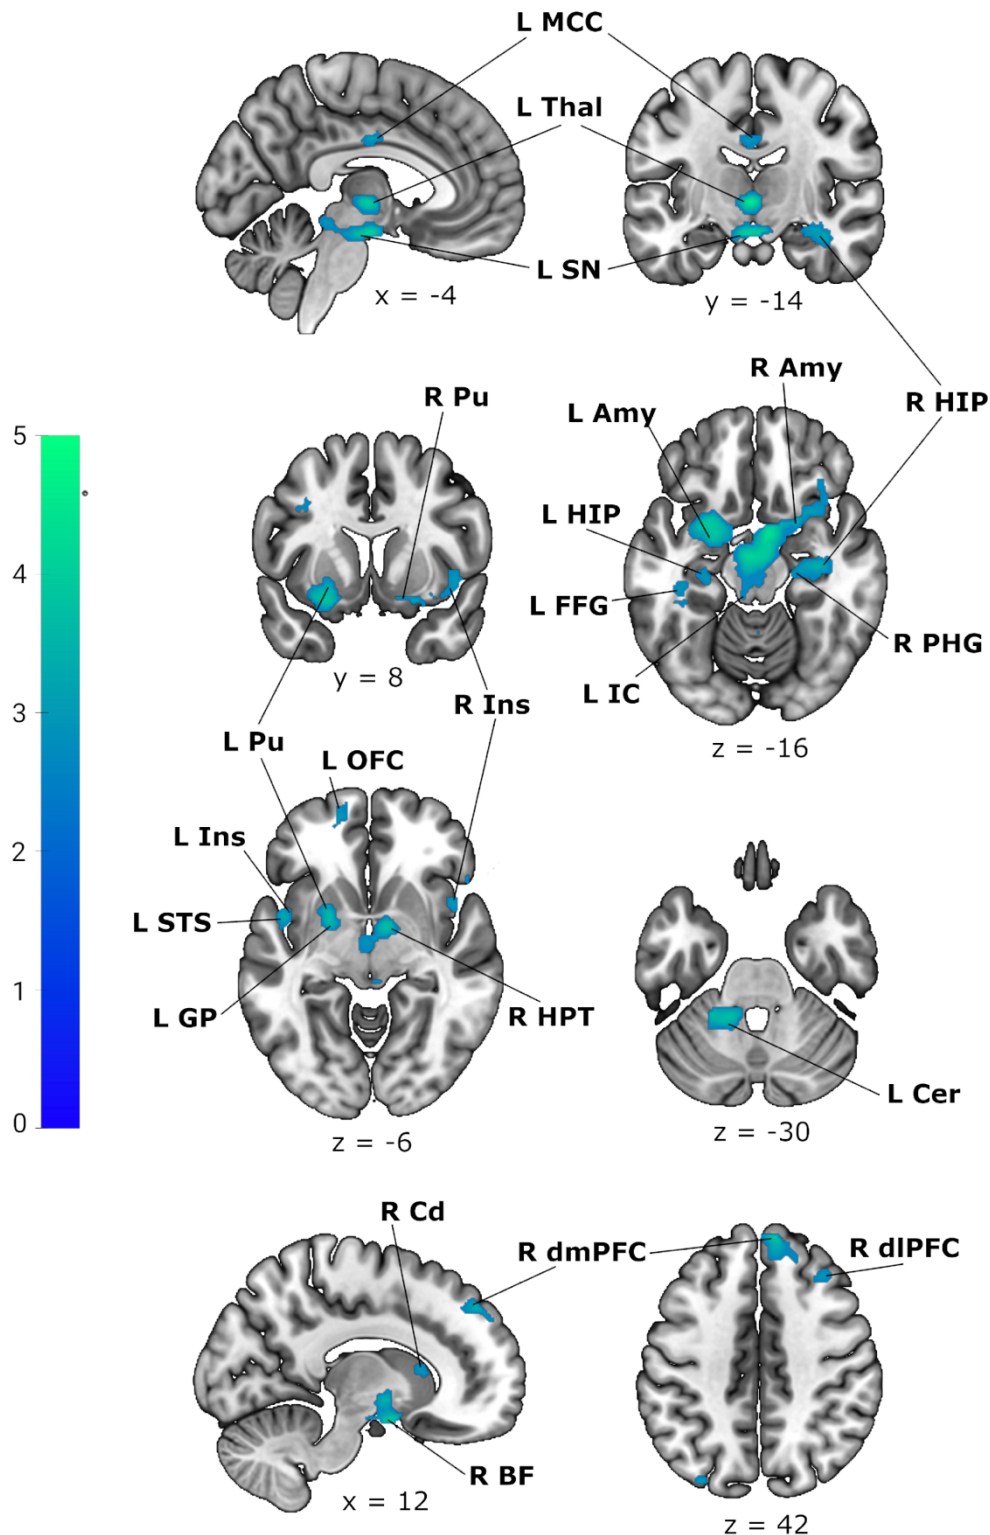 L MCC
L Thal
L SN
x = -4
y = -14
R Amy
R Pu
R HIP
L Amy
5
L HIP
4
L FFG
R PHG
y = 8
L IC
3
R Ins
L Pu
z = -16
L OFC
L Ins
2
L STS
1
L GP
R HPT
L Cer
0
z = -6
z = -30
R Cd
R dmPFC
R dlPFC
R BF
x = 12
z = 42